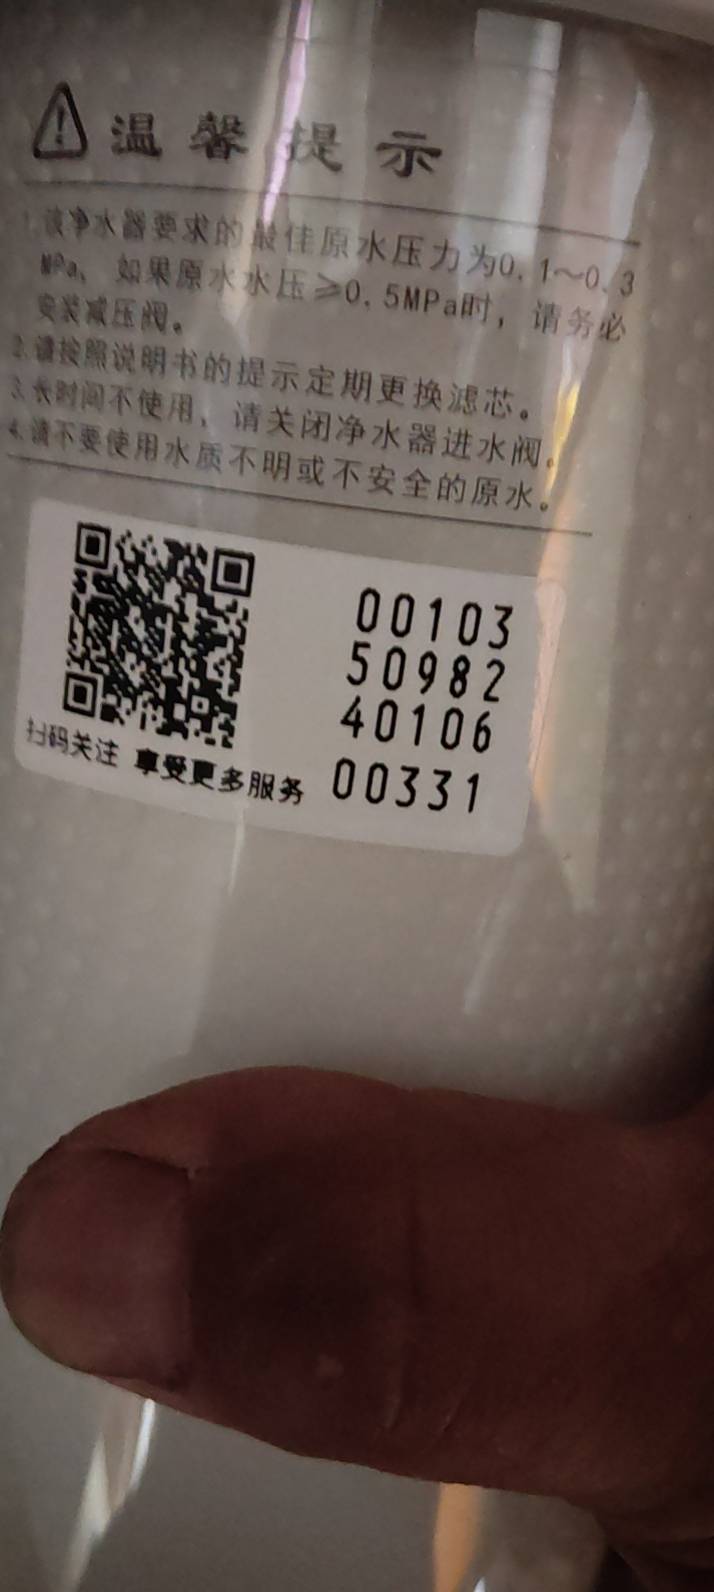 温馨提示
1.该净水器要求的最佳原水压力为0.1～0.3
MPa、如果原水水压≥0.5MPa时，请务必
安装减压阀。
2.请按照说明书的提示定期更换滤芯。
3.长时间不使用，请关闭净水器进水阀。
4.请不要使用水质不明或不安全的原水。
00103
50982
40106
00331
扫码关注 享受更多服务